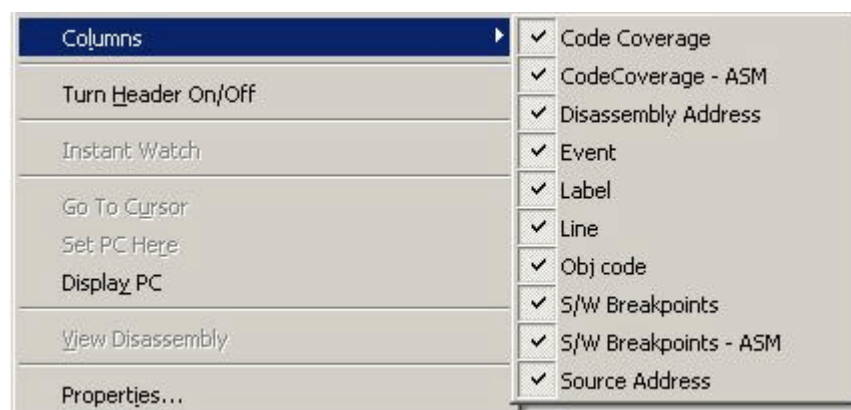 Columns
Turn Header On/Off
Instant Watch
Go To Cursor
Set PC Here
Display PC
View Disassembly
Properties...
Code Coverage
CodeCoverage - ASM
Disassembly Address
Event
Label
Line
Obj code
S/W Breakpoints
S/W Breakpoints - ASM
Source Address